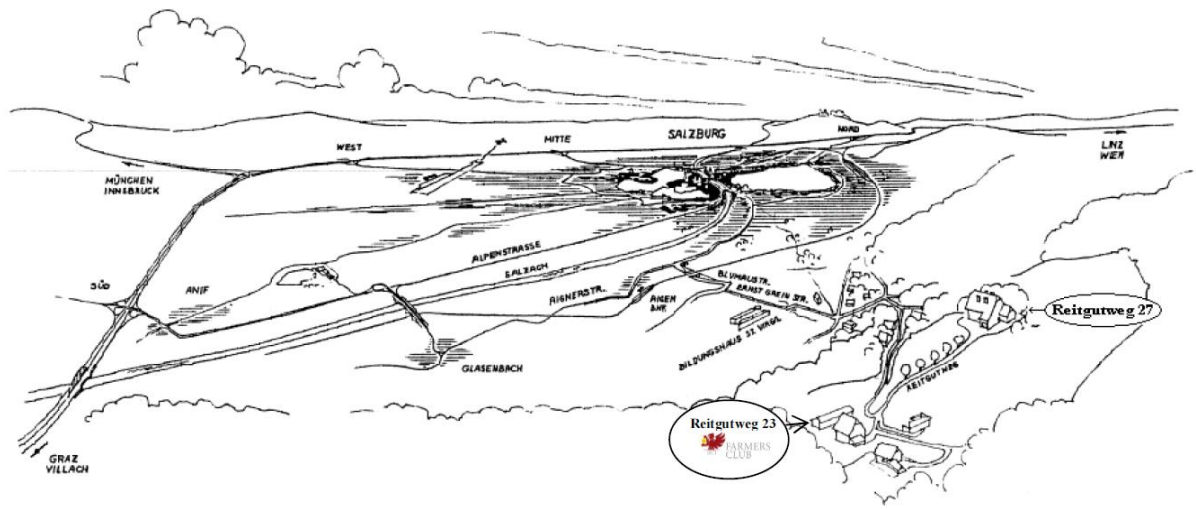 WEST
MITTE
SALZBURG
NORD
LINZ
WIEN
MÜNCHEN
INNSBRUCK
SÜD
ANIF
ALPENSTRASSE
SALZACH
AIGNERSTR.
AIGEN
BHF.
BLUMAUSTR.
ERNST GREIN STR.
BILDUNGSHAUS ST. VIRGIL
GLASENBACH
REITGUTWEG
Reitgutweg 27
Reitgutweg 23
FARMERS
CLUB
GRAZ
VILLACH